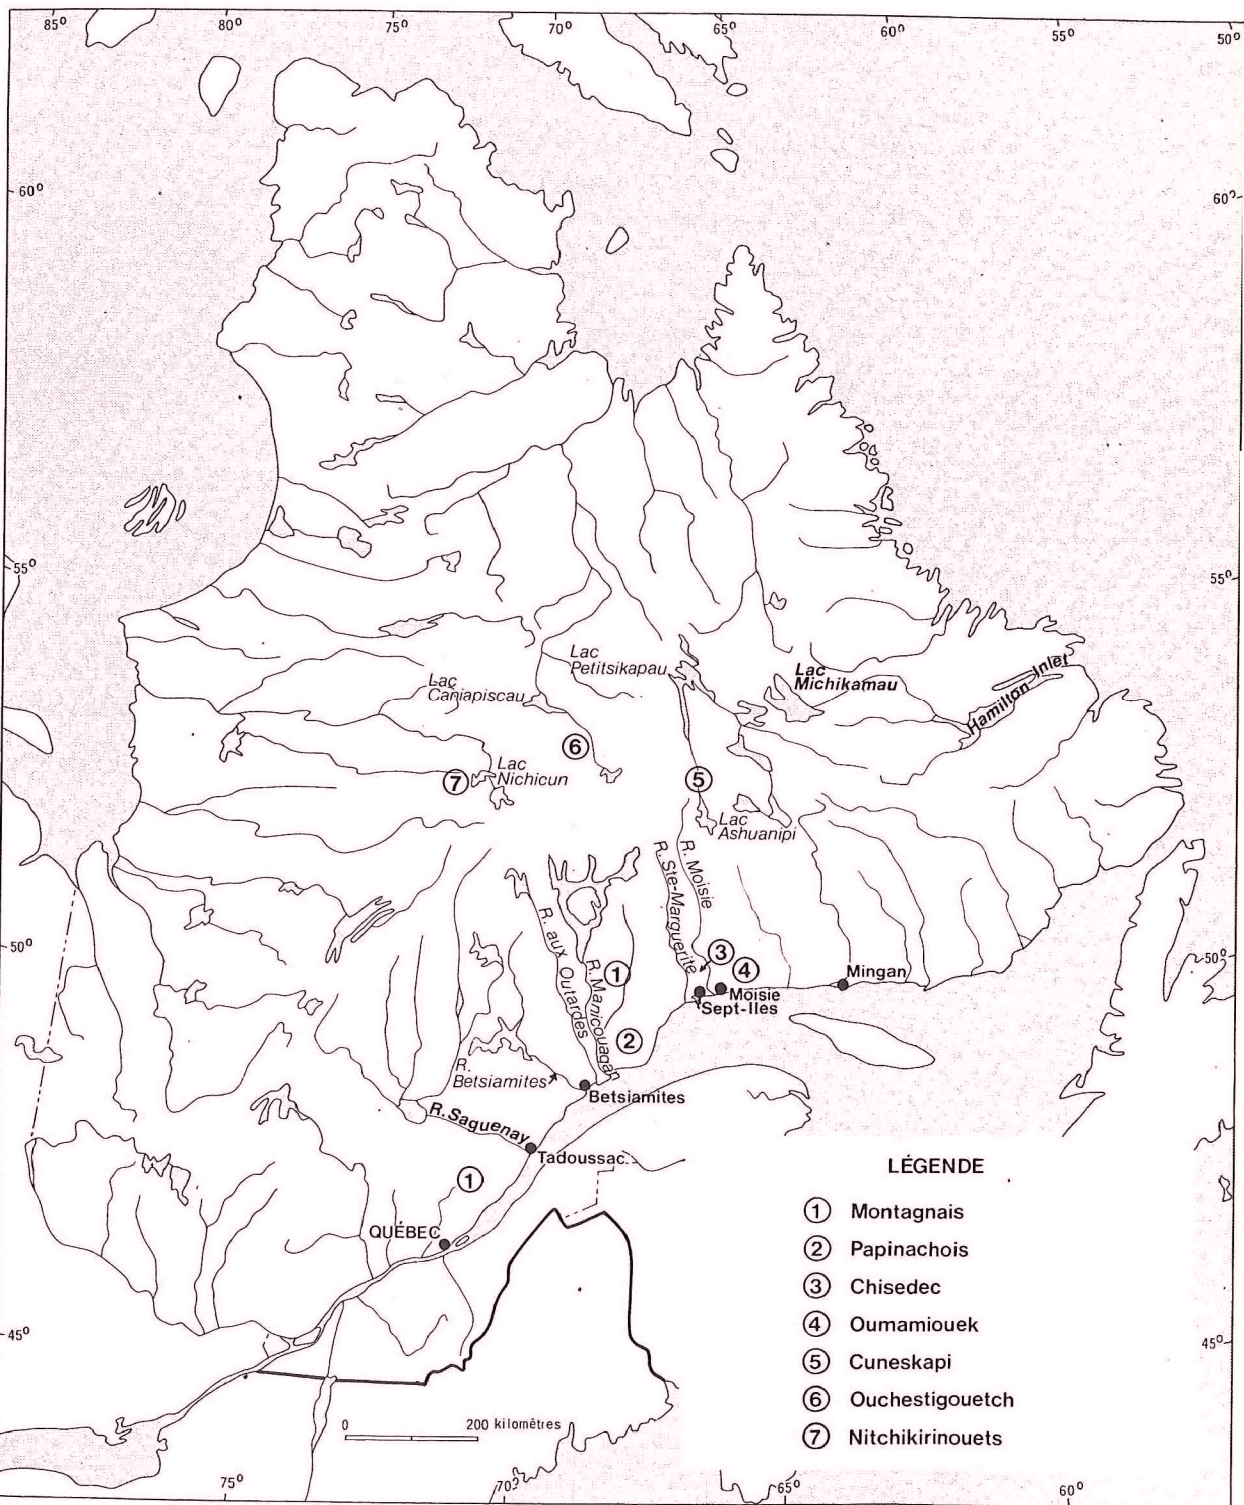 85° 80° 75° 70° 65° 60° 55° 50°
60° 60°
55° 55°
Lac
Petitsikapau
Lac
Michikamau
Hamilton Inlet
Lac
Caniapiscau
6
Lac
Nichicun
7
5
Lac
Ashuanipi
R. Moisie
R. Ste-Marguerite
R. aux Outardes
R. Manicouagan
50° 50°
1
3
4
Mingan
Moisie
Sept-Iles
2
R.
Betsiamites
Betsiamites
R. Saguenay
Tadoussac
1
QUÉBEC
LÉGENDE
1 Montagnais
2 Papinachois
3 Chisedec
4 Oumamiouek
5 Cuneskapi
6 Ouchestigouetch
7 Nitchikirinouets
45° 45°
0 200 kilomètres
75° 70° 65° 60°